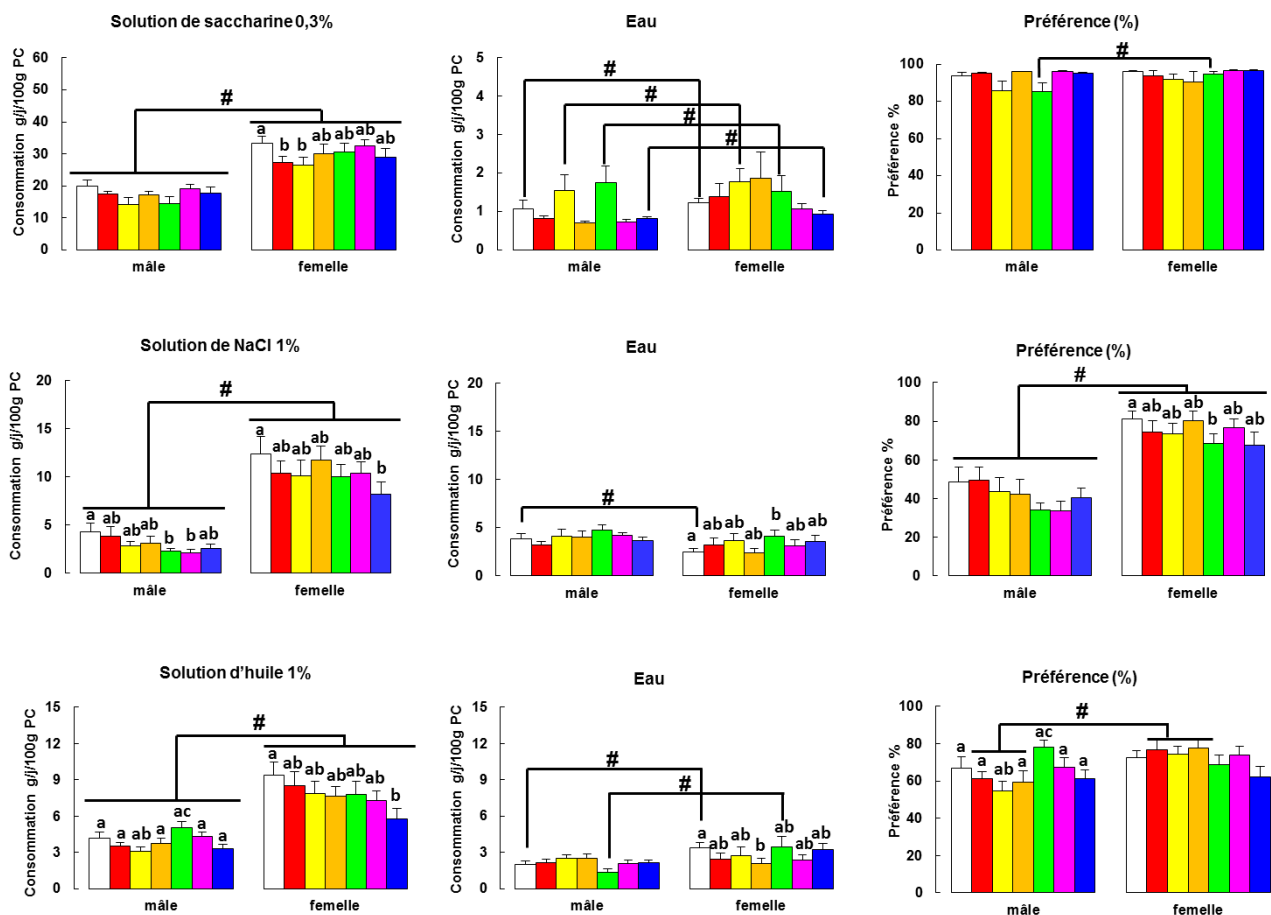 Solution de saccharine 0,3%
Eau
Préférence (%)
Consommation g/j/100g PC
60
50
40
30
20
10
0
#
a b b ab ab ab ab
mâle femelle
Consommation g/j/100g PC
5
4
3
2
1
0
#
#
#
#
mâle femelle
Préférence %
100
80
60
40
20
0
#
mâle femelle
Solution de NaCl 1%
Eau
Préférence (%)
Consommation g/j/100g PC
20
15
10
5
0
#
a ab ab ab b b ab
a ab ab ab ab ab b
mâle femelle
Consommation g/j/100g PC
20
15
10
5
0
#
a ab ab ab b ab ab
mâle femelle
Préférence %
100
80
60
40
20
0
#
a ab ab ab b ab ab
mâle femelle
Solution d'huile 1%
Eau
Préférence (%)
Consommation g/j/100g PC
15
12
9
6
3
0
#
a a ab a ac a a
a ab ab ab ab ab b
mâle femelle
Consommation g/j/100g PC
15
12
9
6
3
0
#
#
a ab ab b ab ab ab
mâle femelle
Préférence %
100
80
60
40
20
0
#
a a ab a ac a a
mâle femelle